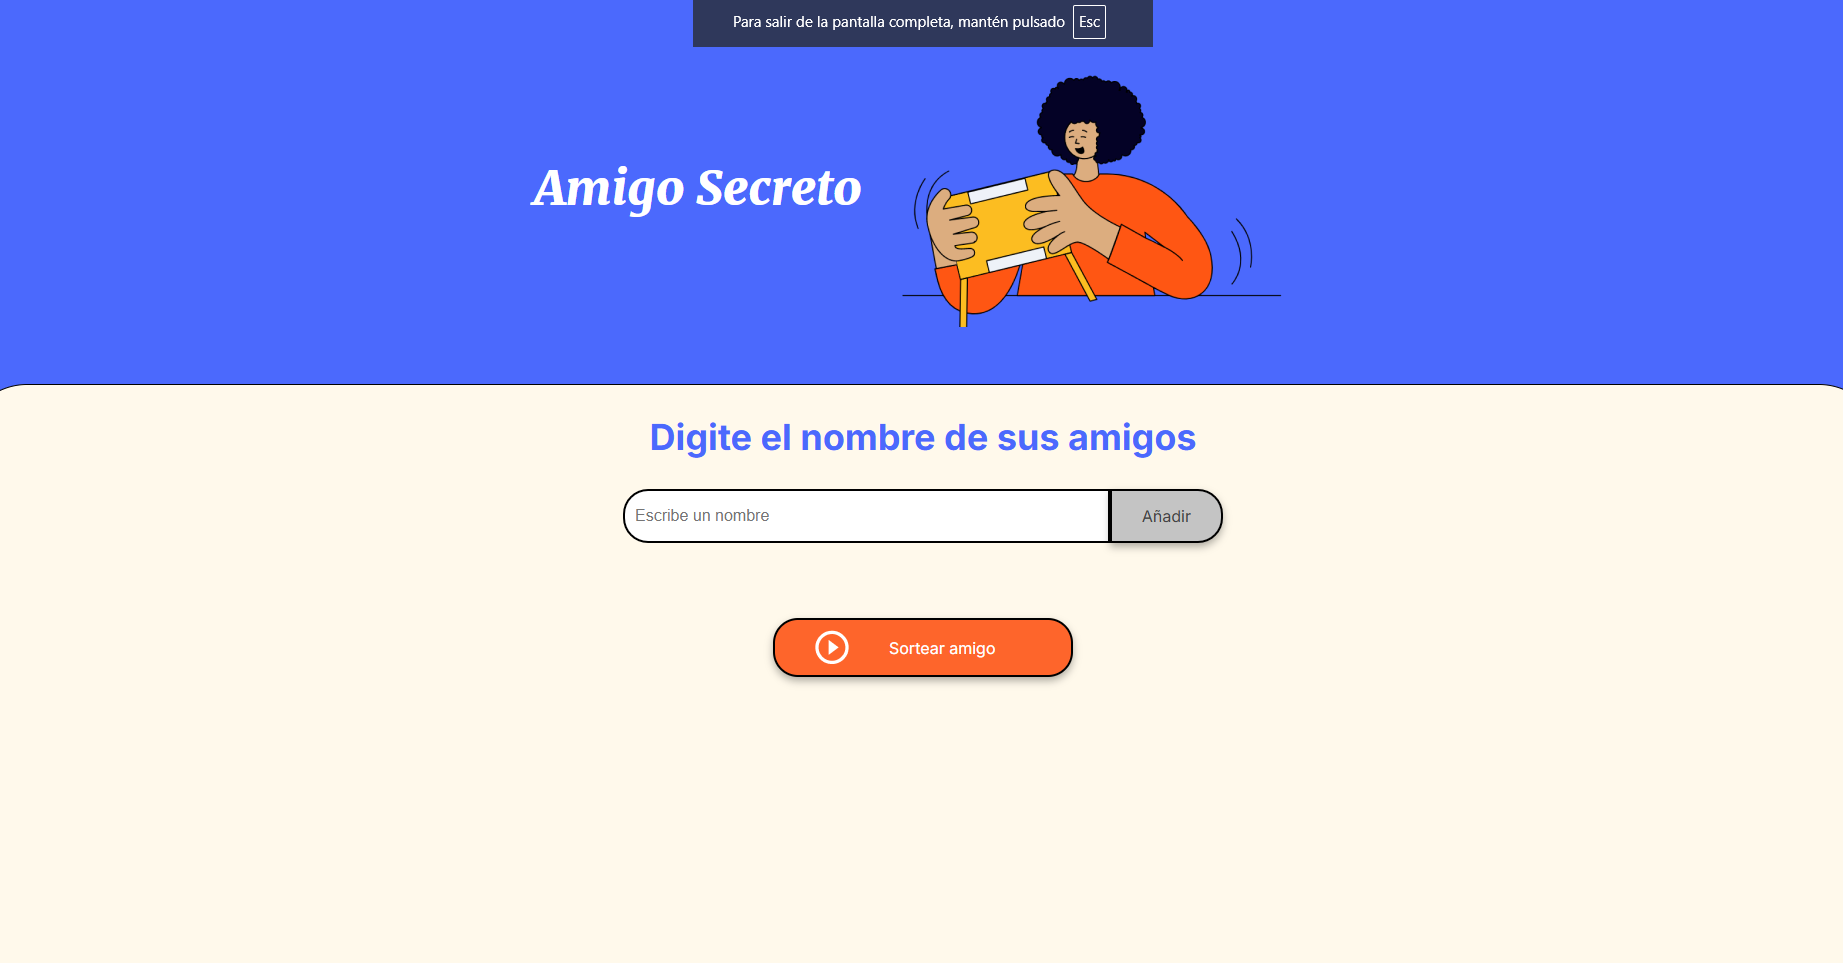 Para salir de la pantalla completa, mantén pulsado Esc
Amigo Secreto
Digite el nombre de sus amigos
Escribe un nombre
Añadir
Sortear amigo